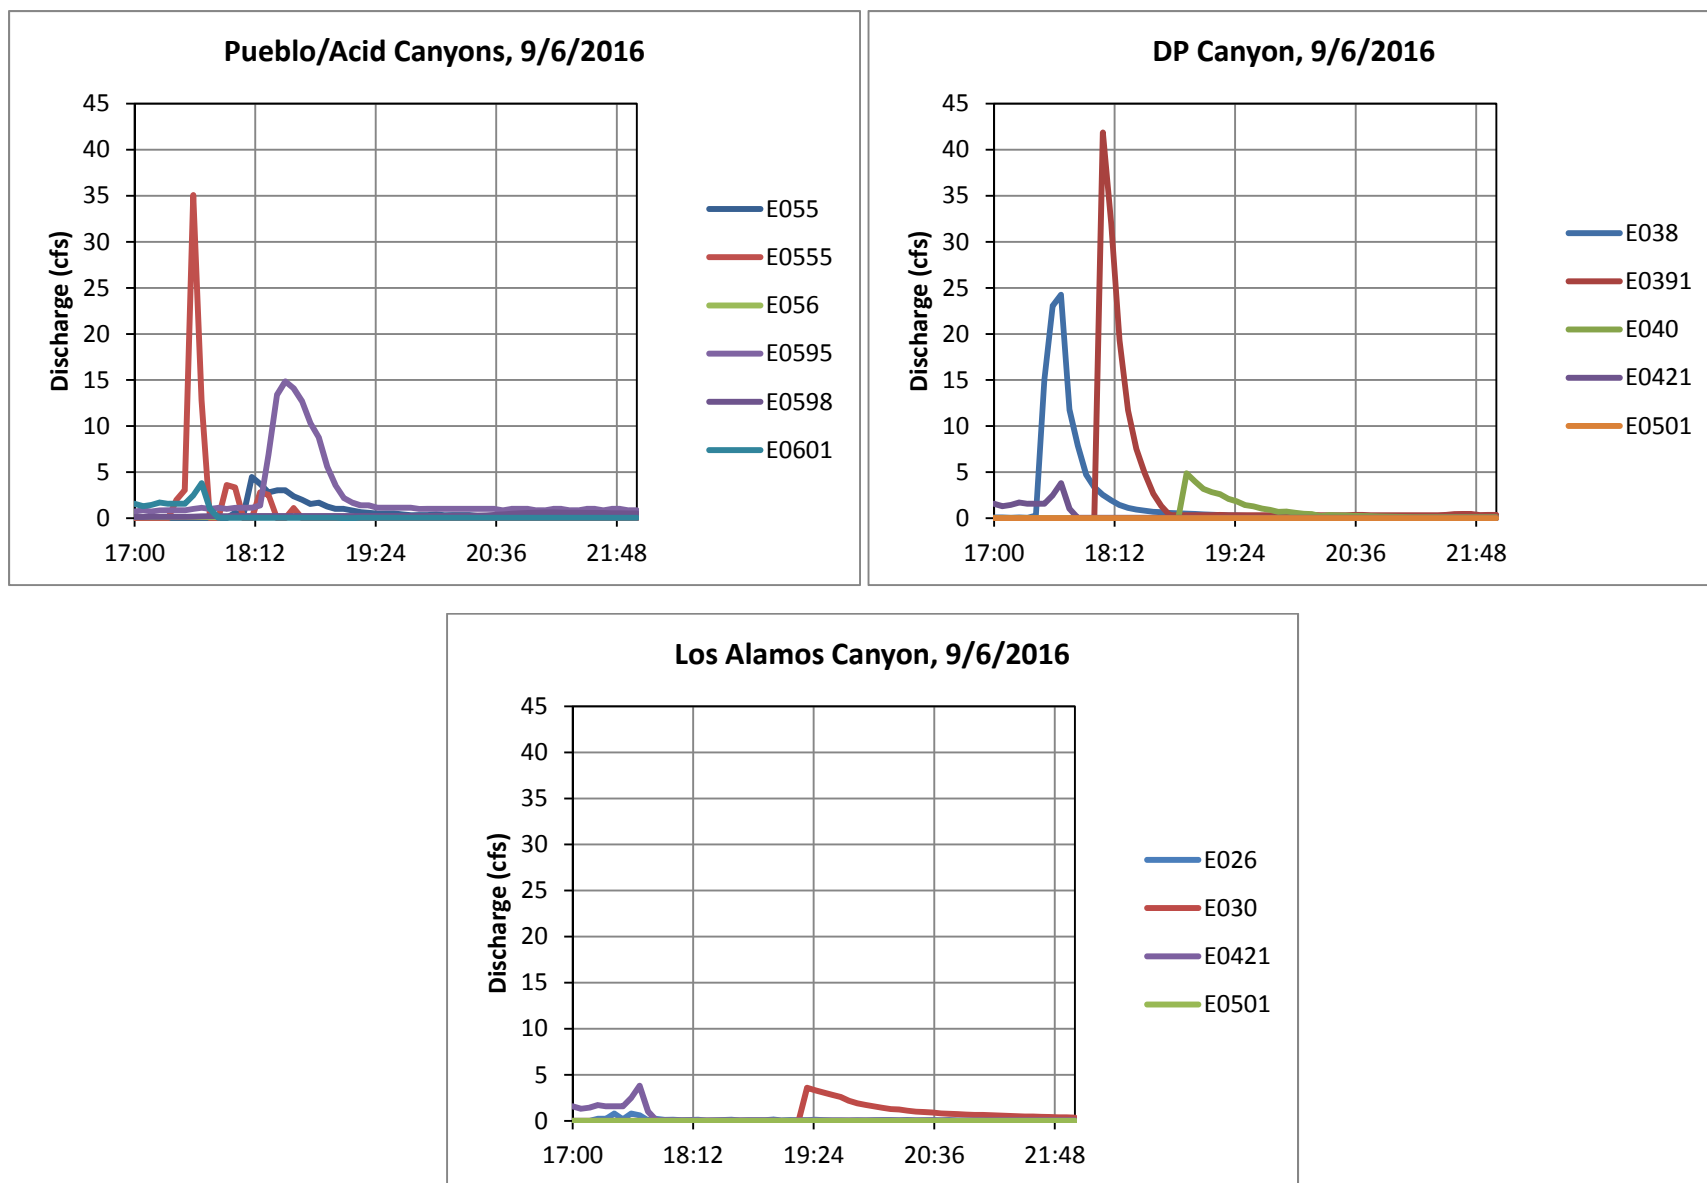 Pueblo/Acid Canyons, 9/6/2016
45
40
35
30
25
20
15
10
5
0
Discharge (cfs)
17:00 18:12 19:24 20:36 21:48
E055
E0555
E056
E0595
E0598
E0601
DP Canyon, 9/6/2016
45
40
35
30
25
20
15
10
5
0
Discharge (cfs)
17:00 18:12 19:24 20:36 21:48
E038
E0391
E040
E0421
E0501
Los Alamos Canyon, 9/6/2016
45
40
35
30
25
20
15
10
5
0
Discharge (cfs)
17:00 18:12 19:24 20:36 21:48
E026
E030
E0421
E0501